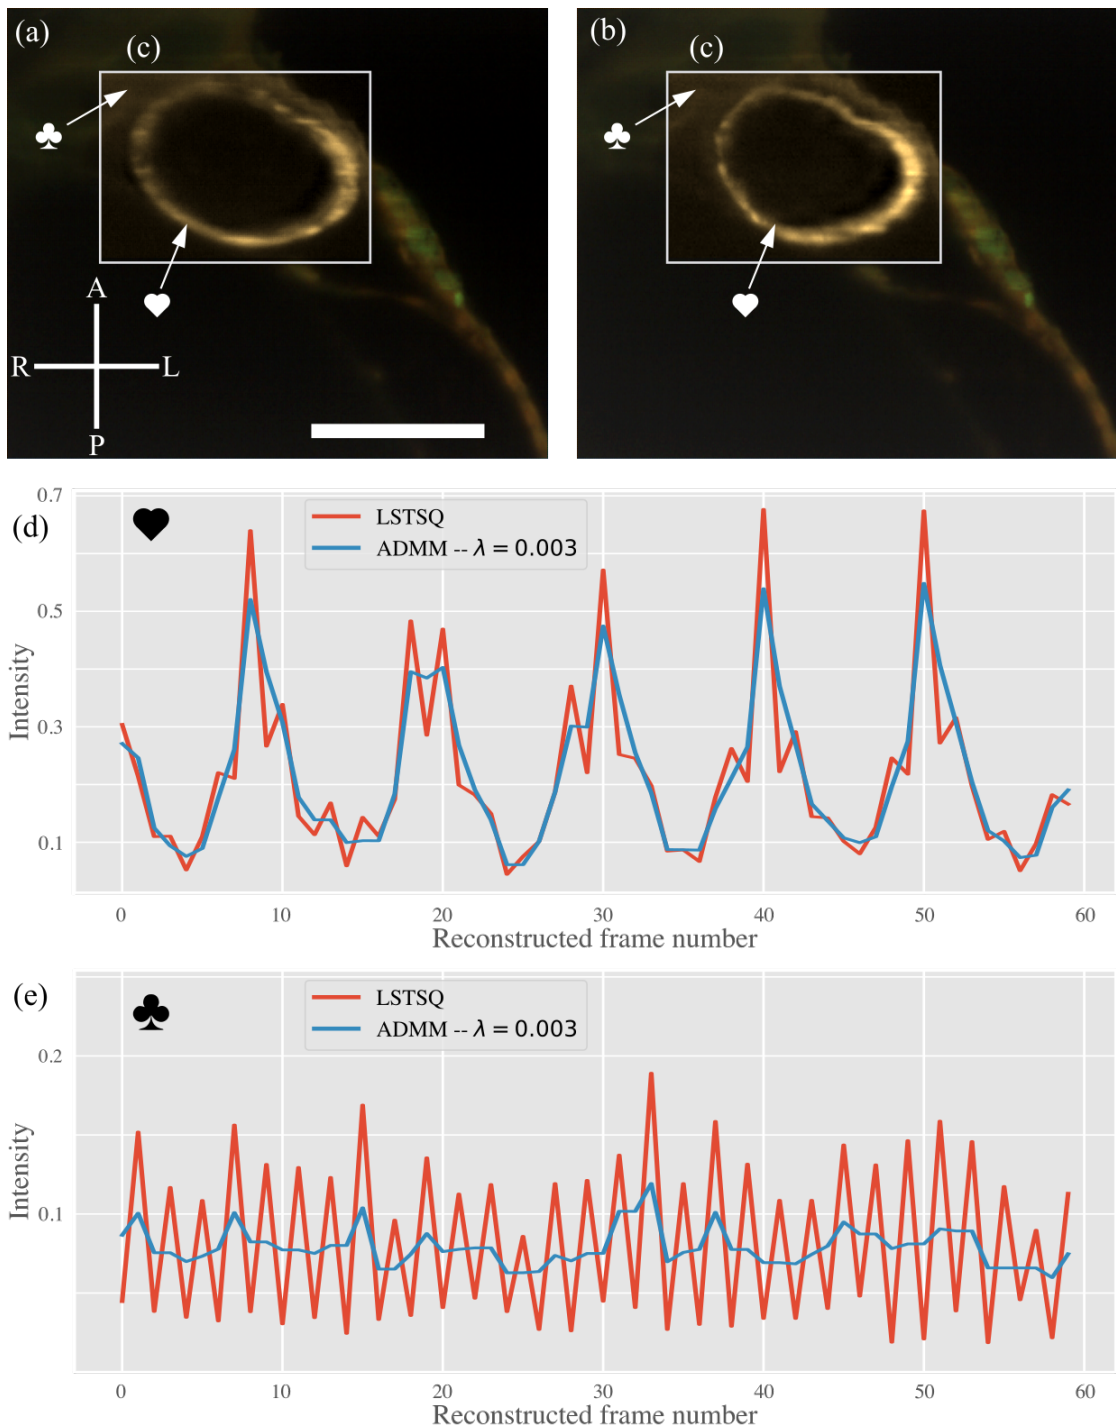 (a)
(c)
(b)
(c)
♣
♣
♥
♥
A
R
L
P
(d)
♥
LSTSQ
ADMM -- λ = 0.003
0.7
0.5
0.3
0.1
Intensity
0
10
20
30
40
50
60
Reconstructed frame number
(e)
♣
LSTSQ
ADMM -- λ = 0.003
0.2
0.1
Intensity
0
10
20
30
40
50
60
Reconstructed frame number